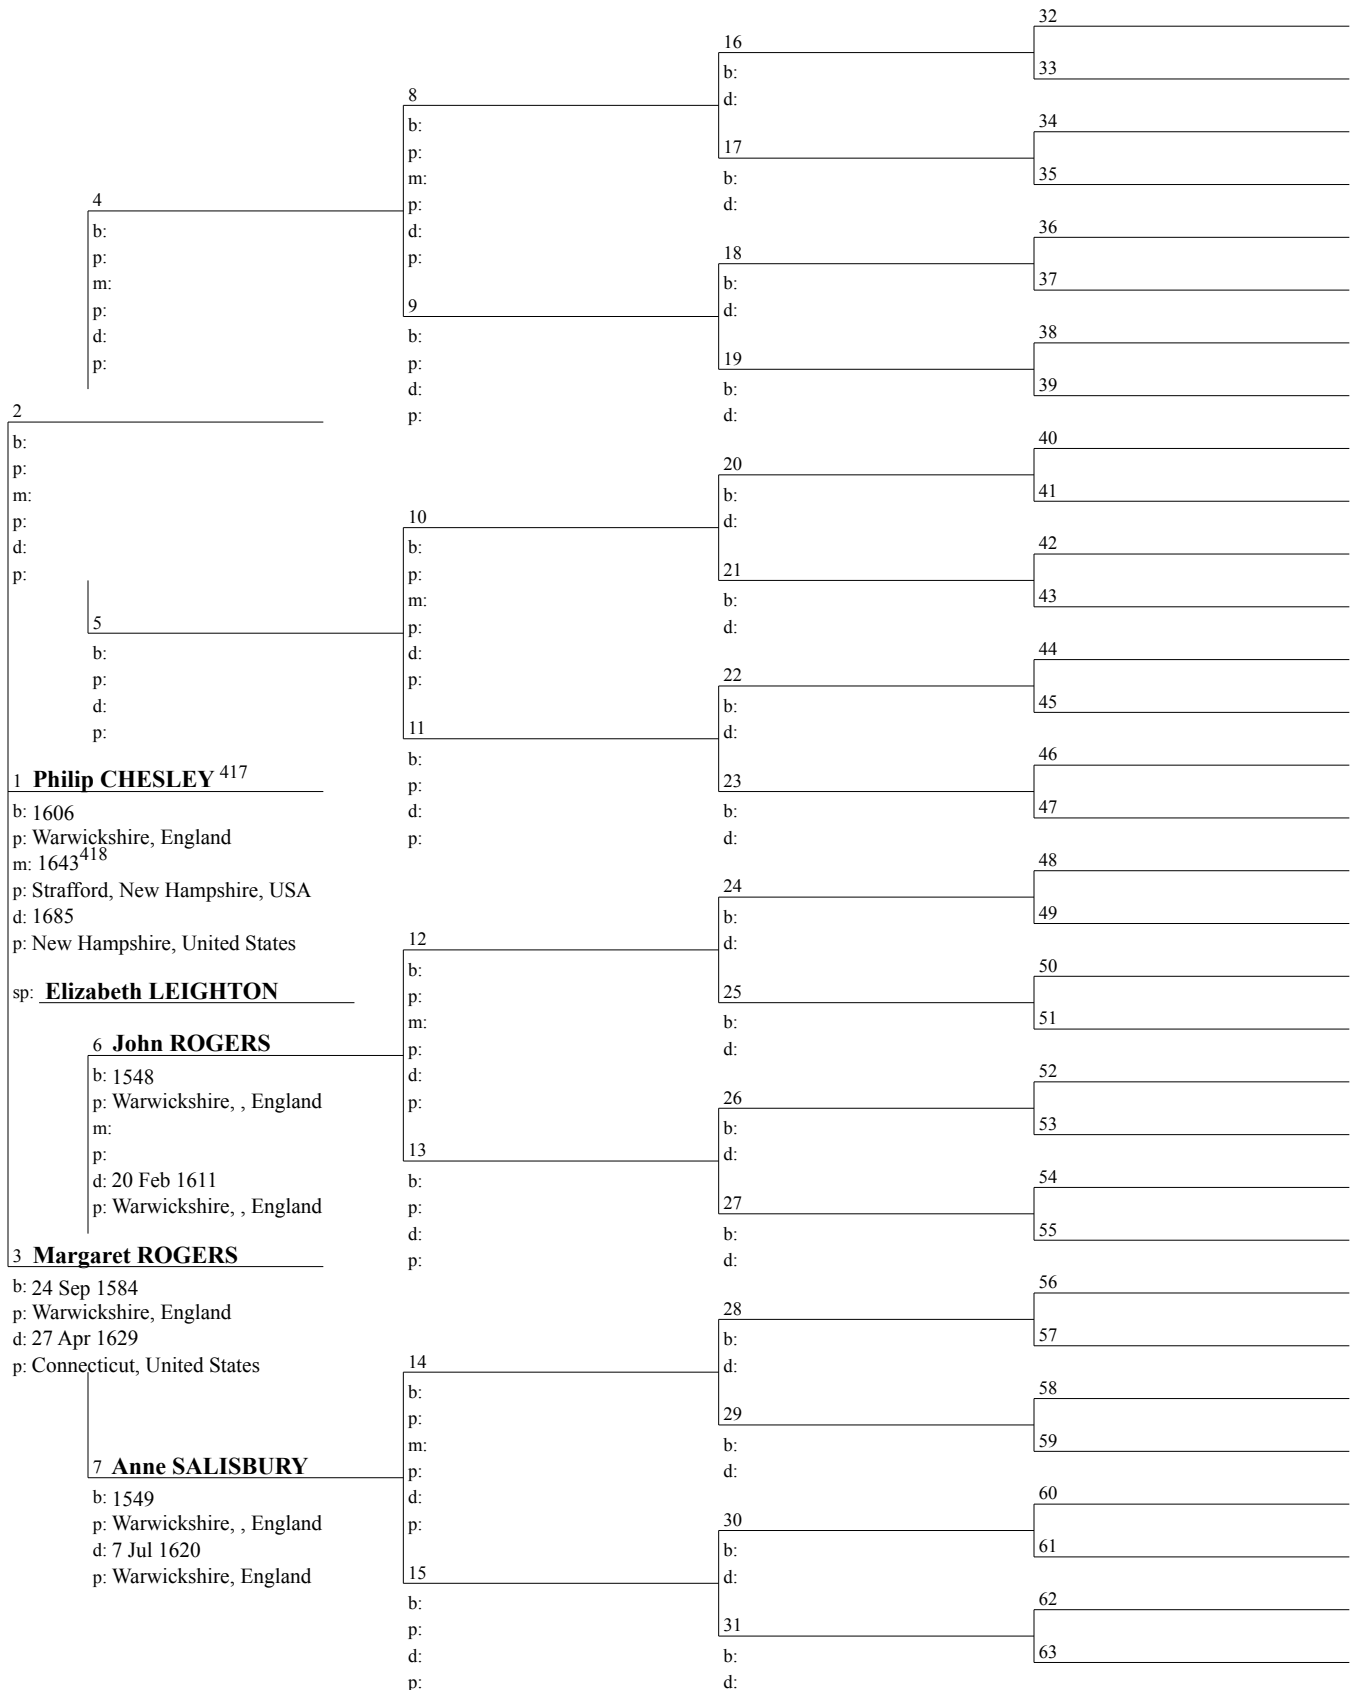 32
16
b:
33
d:
8
b:
p:
m:
p:
d:
p:
34
17
35
b:
d:
4
b:
p:
m:
p:
d:
p:
36
18
b:
37
d:
9
b:
p:
d:
p:
38
19
39
b:
d:
2
b:
p:
m:
p:
d:
p:
40
20
b:
41
d:
10
b:
p:
m:
p:
d:
p:
42
21
43
b:
d:
5
b:
p:
d:
p:
44
22
b:
45
d:
11
b:
p:
d:
p:
46
23
47
b:
d:
1 Philip CHESLEY 417
b: 1606
p: Warwickshire, England
m: 1643418
p: Strafford, New Hampshire, USA
d: 1685
p: New Hampshire, United States
sp: Elizabeth LEIGHTON
48
24
b:
49
d:
12
b:
p:
m:
p:
d:
p:
50
25
51
b:
d:
6 John ROGERS
b: 1548
p: Warwickshire, , England
m:
p:
d: 20 Feb 1611
p: Warwickshire, , England
52
26
b:
53
d:
13
b:
p:
d:
p:
54
27
55
b:
d:
3 Margaret ROGERS
b: 24 Sep 1584
p: Warwickshire, England
d: 27 Apr 1629
p: Connecticut, United States
56
28
b:
57
d:
14
b:
p:
m:
p:
d:
p:
58
29
59
b:
d:
7 Anne SALISBURY
b: 1549
p: Warwickshire, , England
d: 7 Jul 1620
p: Warwickshire, England
60
30
b:
61
d:
15
b:
p:
d:
p:
62
31
63
b:
d: